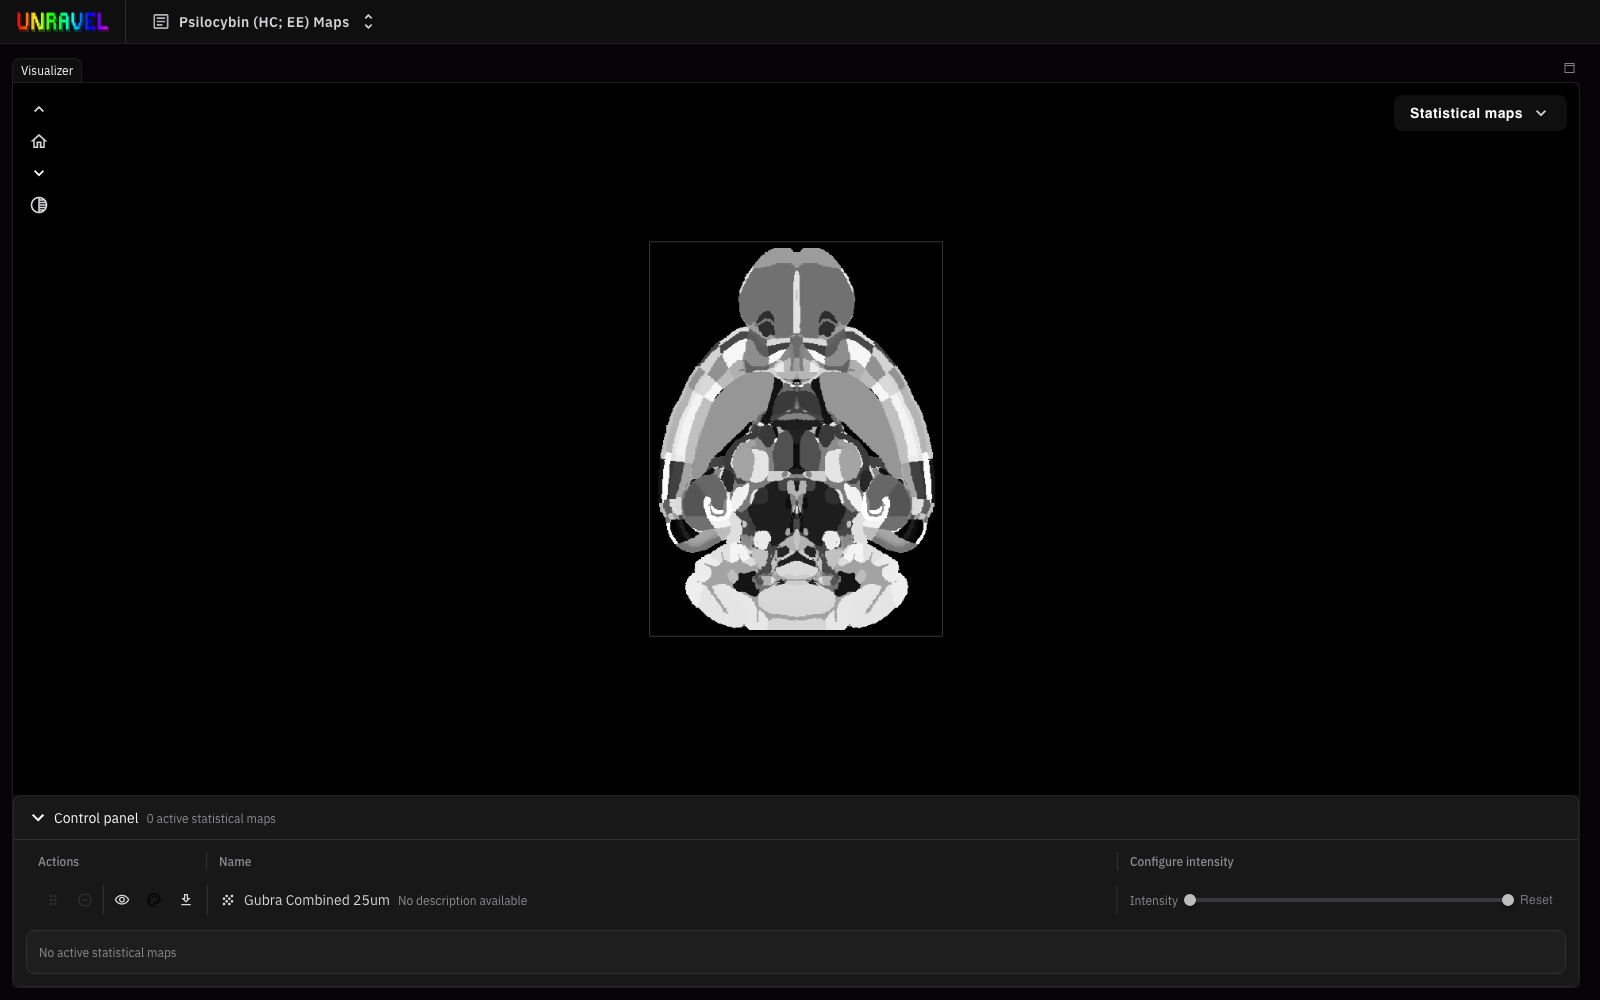 UNRAVEL
Psilocybin (HC; EE) Maps
Visualizer
Statistical maps
Control panel 0 active statistical maps
Actions Name Configure intensity
Gubra Combined 25um No description available Intensity Reset
No active statistical maps